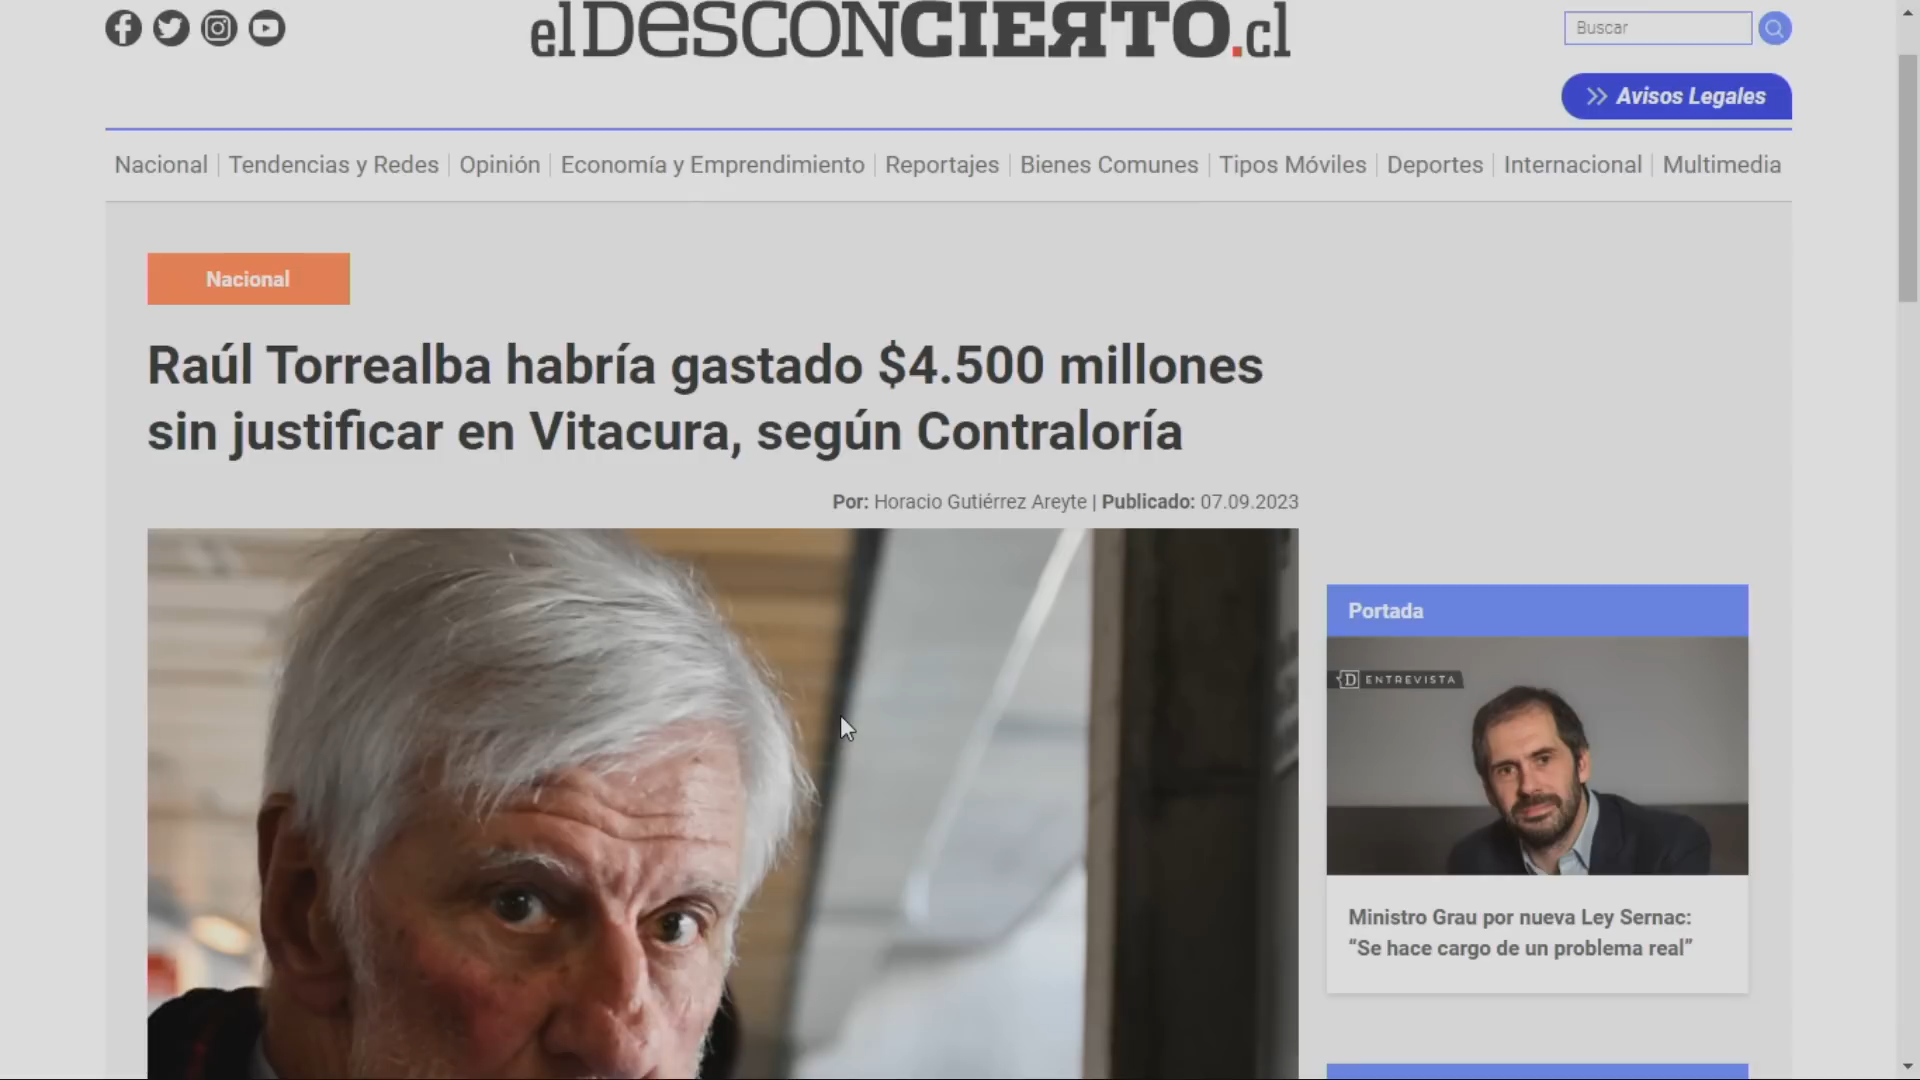 elDESCONCIERTO.cl
Buscar
Avisos Legales
Nacional | Tendencias y Redes | Opinión | Economía y Emprendimiento | Reportajes | Bienes Comunes | Tipos Móviles | Deportes | Internacional | Multimedia
Nacional
Raúl Torrealba habría gastado $4.500 millones
sin justificar en Vitacura, según Contraloría
Por: Horacio Gutiérrez Areyte | Publicado: 07.09.2023
Portada
D ENTREVISTA
Ministro Grau por nueva Ley Sernac:
“Se hace cargo de un problema real”